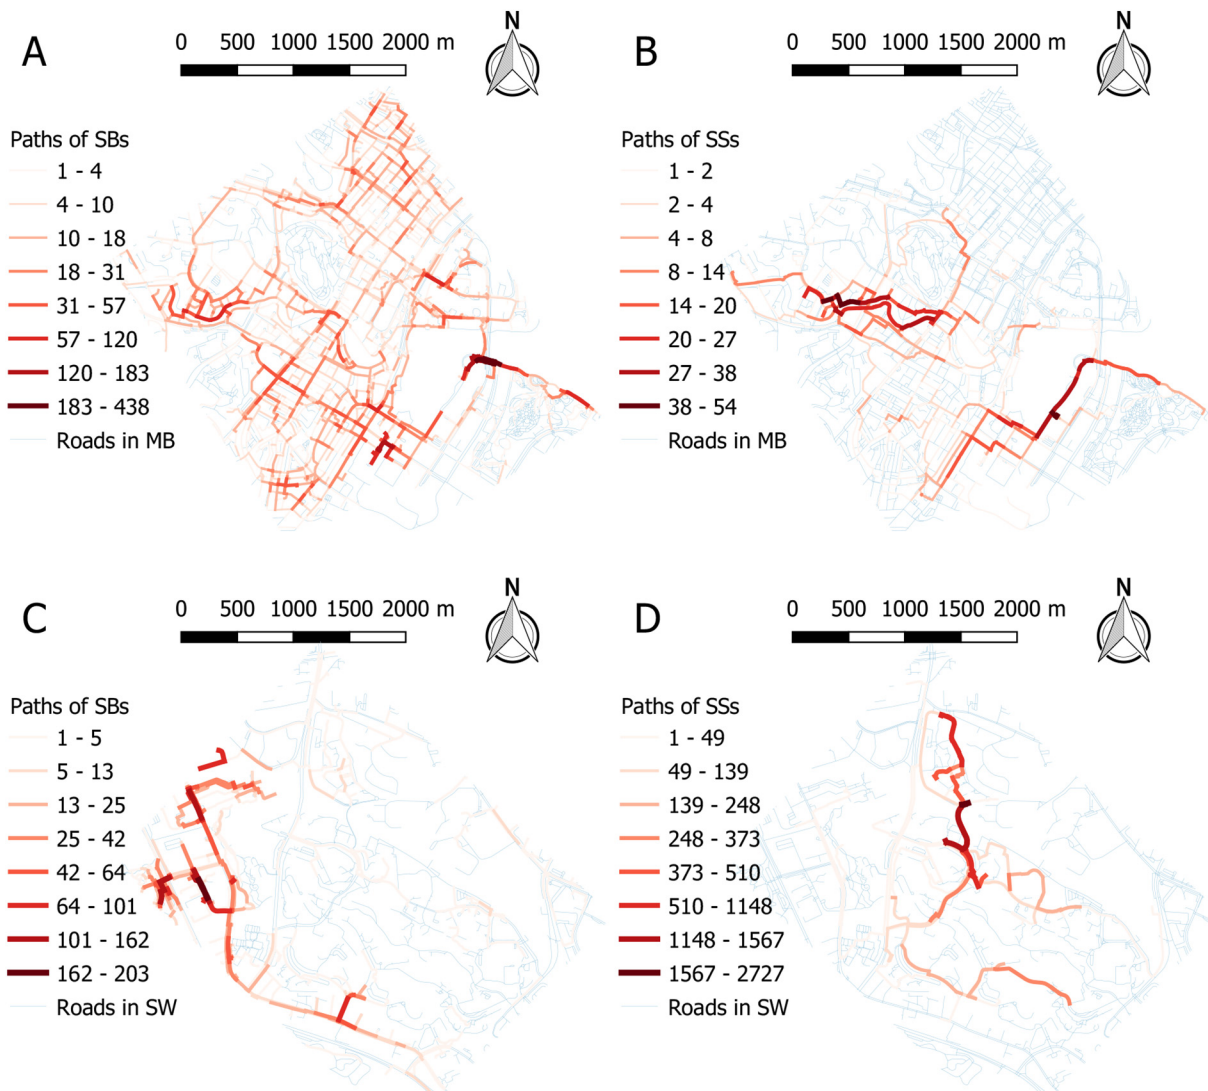 A
0 500 1000 1500 2000 m
N
Paths of SBs
1 - 4
4 - 10
10 - 18
18 - 31
31 - 57
57 - 120
120 - 183
183 - 438
Roads in MB
B
0 500 1000 1500 2000 m
N
Paths of SSs
1 - 2
2 - 4
4 - 8
8 - 14
14 - 20
20 - 27
27 - 38
38 - 54
Roads in MB
C
0 500 1000 1500 2000 m
N
Paths of SBs
1 - 5
5 - 13
13 - 25
25 - 42
42 - 64
64 - 101
101 - 162
162 - 203
Roads in SW
D
0 500 1000 1500 2000 m
N
Paths of SSs
1 - 49
49 - 139
139 - 248
248 - 373
373 - 510
510 - 1148
1148 - 1567
1567 - 2727
Roads in SW